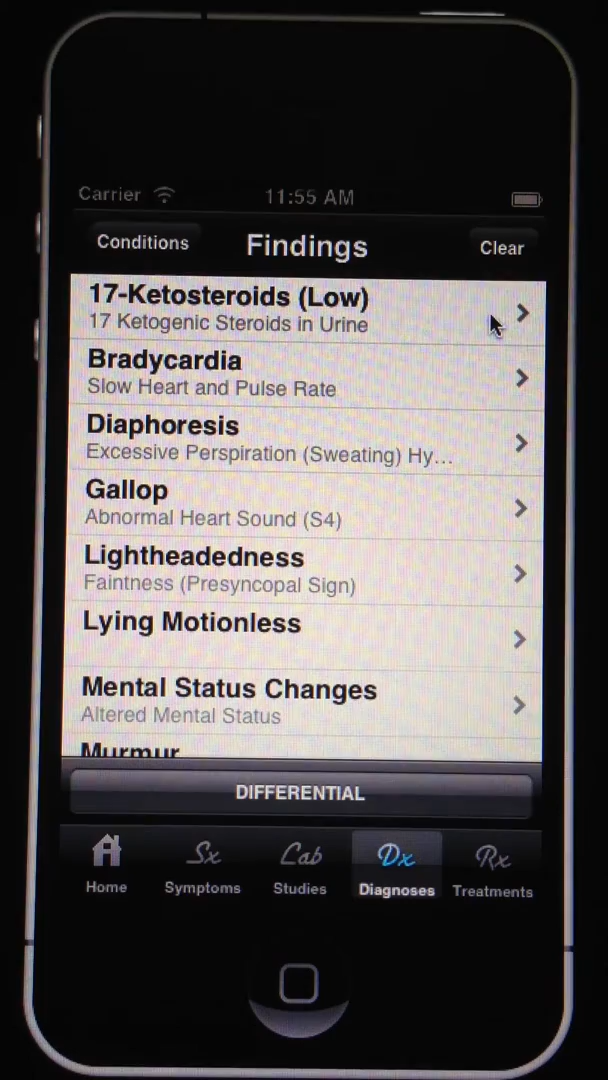 Carrier 11:55 AM
Conditions Findings Clear
17-Ketosteroids (Low)
17 Ketogenic Steroids in Urine
Bradycardia
Slow Heart and Pulse Rate
Diaphoresis
Excessive Perspiration (Sweating) Hy...
Gallop
Abnormal Heart Sound (S4)
Lightheadedness
Faintness (Presyncopal Sign)
Lying Motionless
Mental Status Changes
Altered Mental Status
Murmur
DIFFERENTIAL
Sx Lab Dx Rx
Home Symptoms Studies Diagnoses Treatments